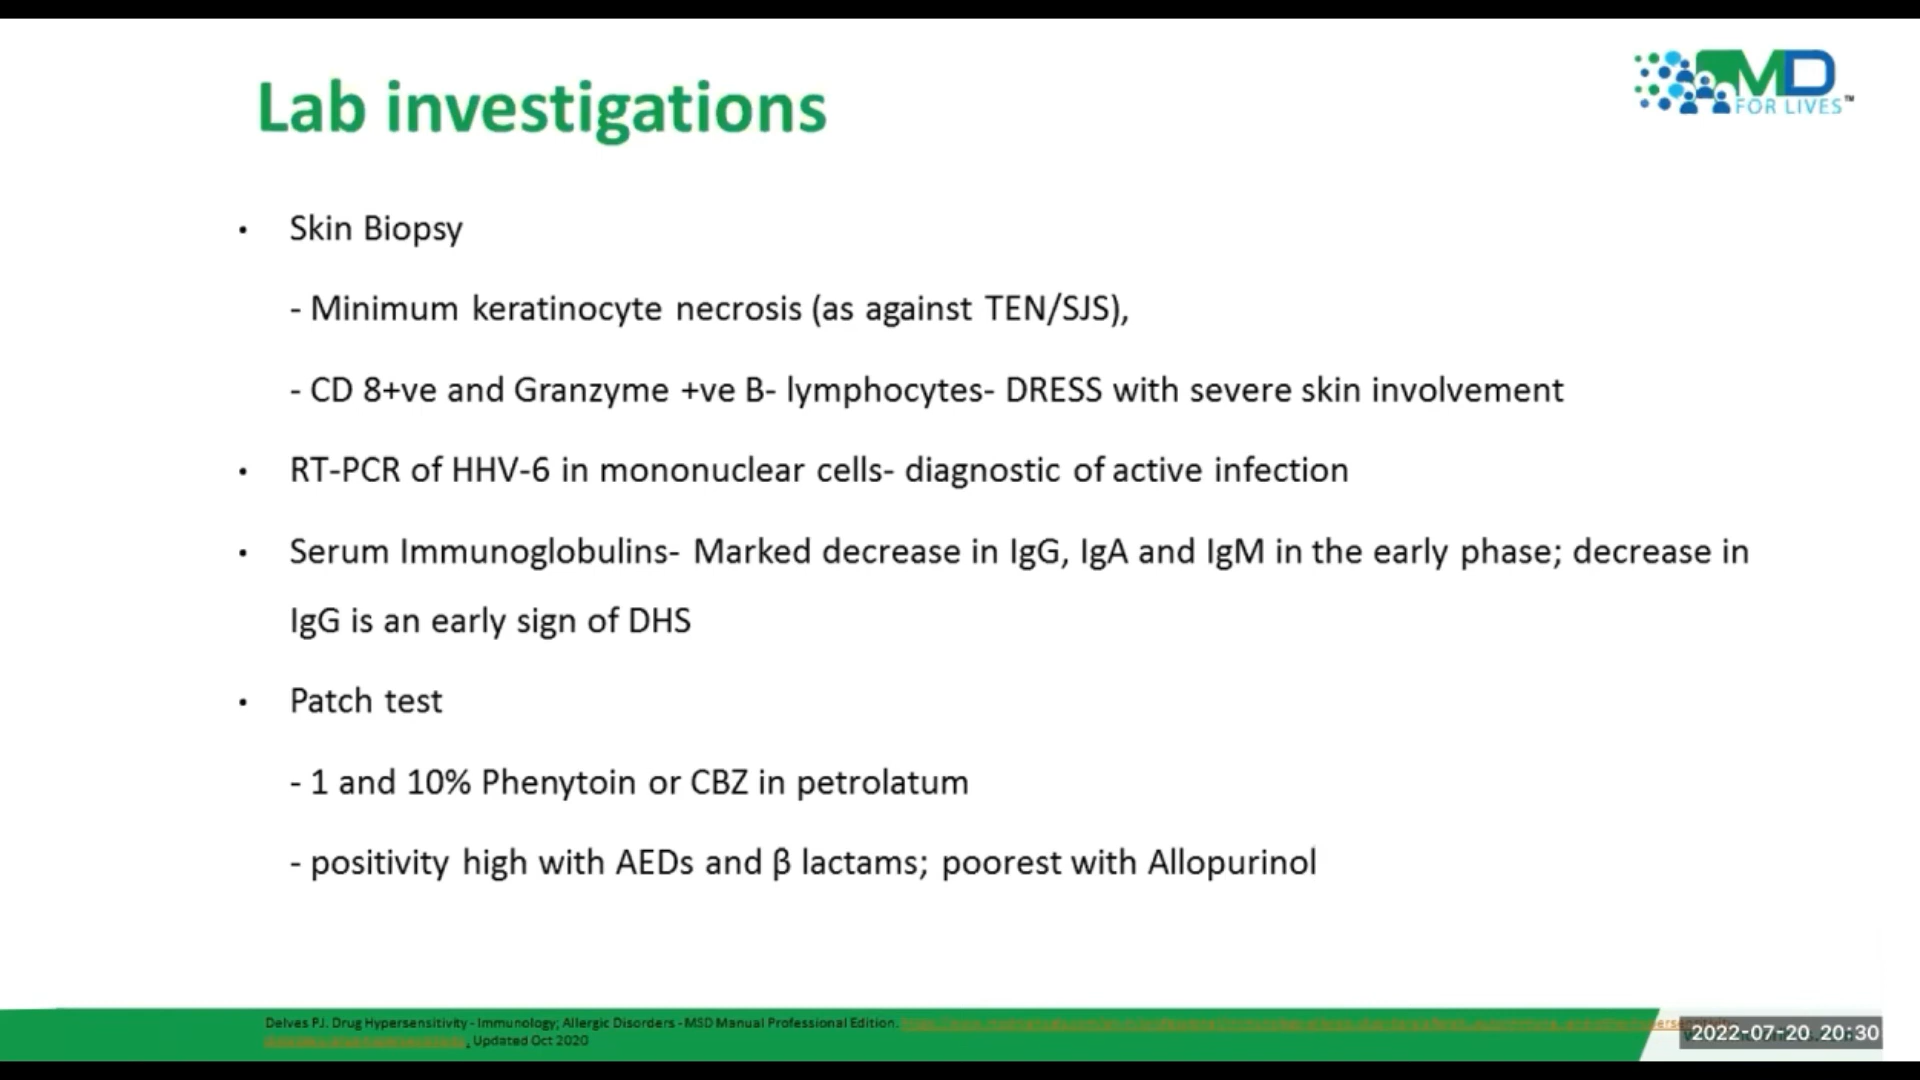 Lab investigations
MD
FOR LIVES™
• Skin Biopsy
- Minimum keratinocyte necrosis (as against TEN/SJS),
- CD 8+ve and Granzyme +ve B- lymphocytes- DRESS with severe skin involvement
• RT-PCR of HHV-6 in mononuclear cells- diagnostic of active infection
• Serum Immunoglobulins- Marked decrease in IgG, IgA and IgM in the early phase; decrease in
IgG is an early sign of DHS
• Patch test
- 1 and 10% Phenytoin or CBZ in petrolatum
- positivity high with AEDs and β lactams; poorest with Allopurinol
Delves PJ. Drug Hypersensitivity - Immunology; Allergic Disorders - MSD Manual Professional Edition.
Updated Oct 2020
2022-07-20 20:30